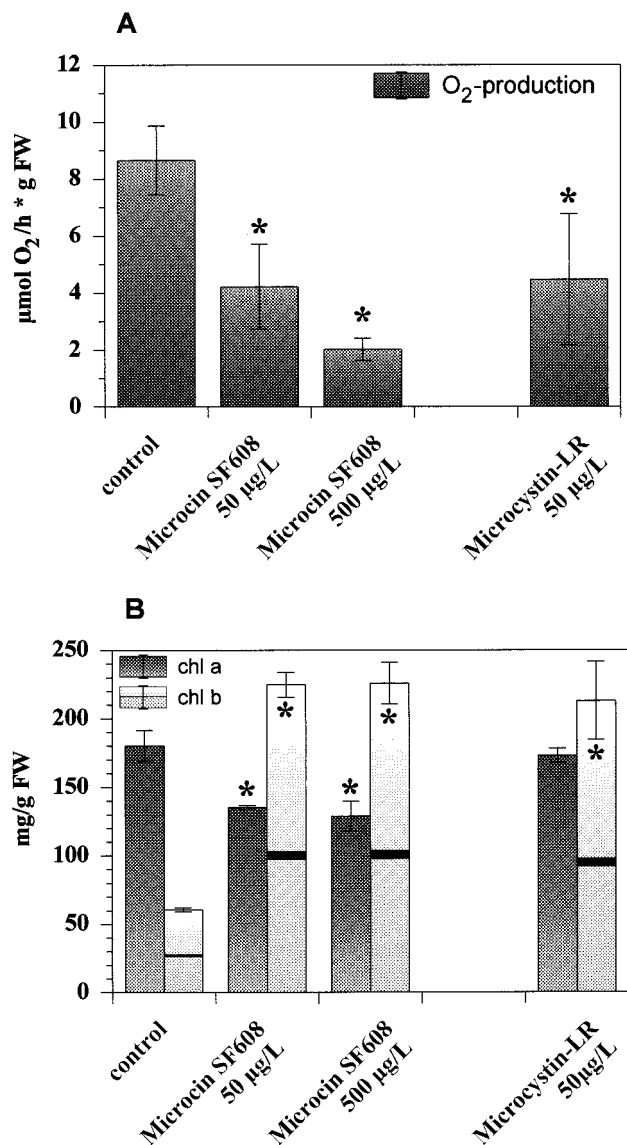 A
12
10
8
6
4
2
0
µmol O2/h * g FW
O2-production
*
*
*
control
Microcin SF608
50 µg/L
Microcin SF608
500 µg/L
Microcystin-LR
50 µg/L
B
250
200
150
100
50
0
mg/g FW
chl a
chl b
*
*
*
*
*
control
Microcin SF608
50 µg/L
Microcin SF608
500 µg/L
Microcystin-LR
50µg/L